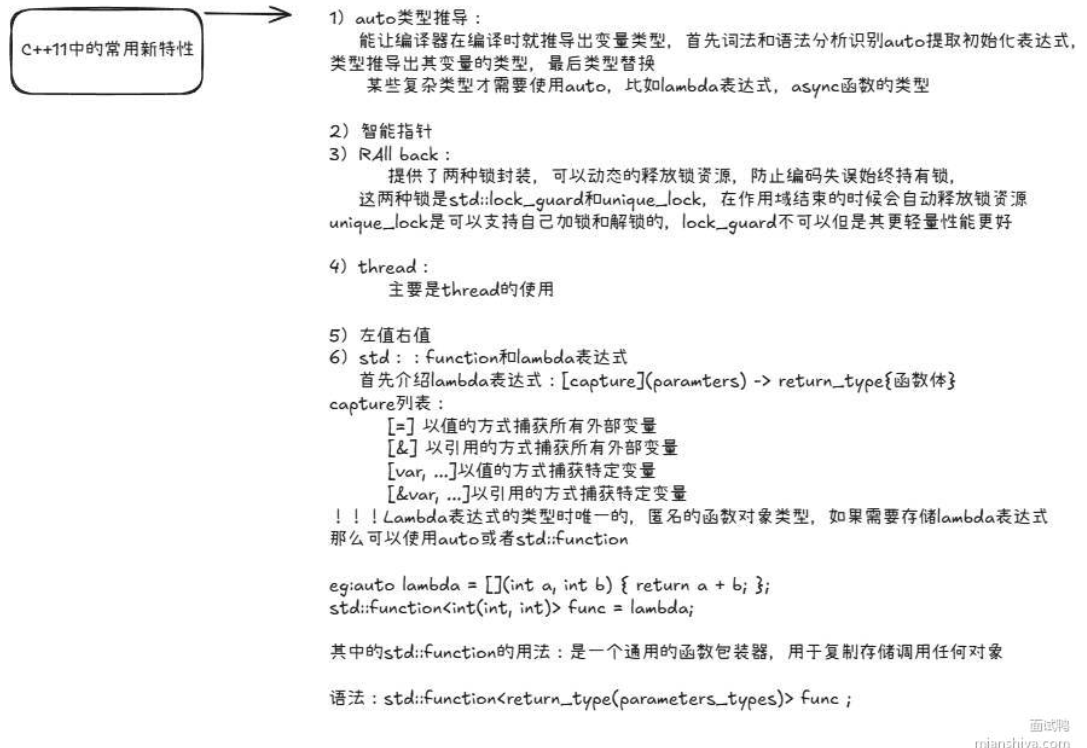 C++11中的常用新特性
1）auto类型推导：
能让编译器在编译时就推导出变量类型，首先词法和语法分析识别auto提取初始化表达式，
类型推导出其变量的类型，最后类型替换
某些复杂类型才需要使用auto，比如lambda表达式，async函数的类型
2）智能指针
3）RAll back：
提供了两种锁封装，可以动态的释放锁资源，防止编码失误始终持有锁，
这两种锁是std::lock_guard和unique_lock，在作用域结束的时候会自动释放锁资源
unique_lock是可以支持自己加锁和解锁的，lock_guard不可以但是其更轻量性能更好
4）thread：
主要是thread的使用
5）左值右值
6）std：：function和lambda表达式
首先介绍lambda表达式：[capture](paramters) -> return_type{函数体}
capture列表：
[=] 以值的方式捕获所有外部变量
[&] 以引用的方式捕获所有外部变量
[var, ...]以值的方式捕获特定变量
[&var, ...]以引用的方式捕获特定变量
！！！Lambda表达式的类型时唯一的，匿名的函数对象类型，如果需要存储lambda表达式
那么可以使用auto或者std::function
eg:auto lambda = [](int a, int b) { return a + b; };
std::function<int(int, int)> func = lambda;
其中的std::function的用法：是一个通用的函数包装器，用于复制存储调用任何对象
语法：std::function<return_type(parameters_types)> func ;
面试鸭
mianshiya.com